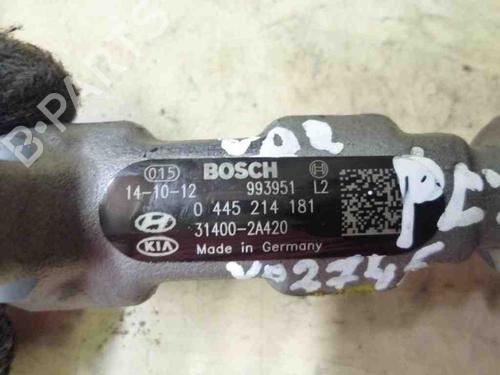 B-PARTS
015 BOSCH
14-10-12 993951 L2
0 445 214 181
31400-2A420
KIA Made in Germany